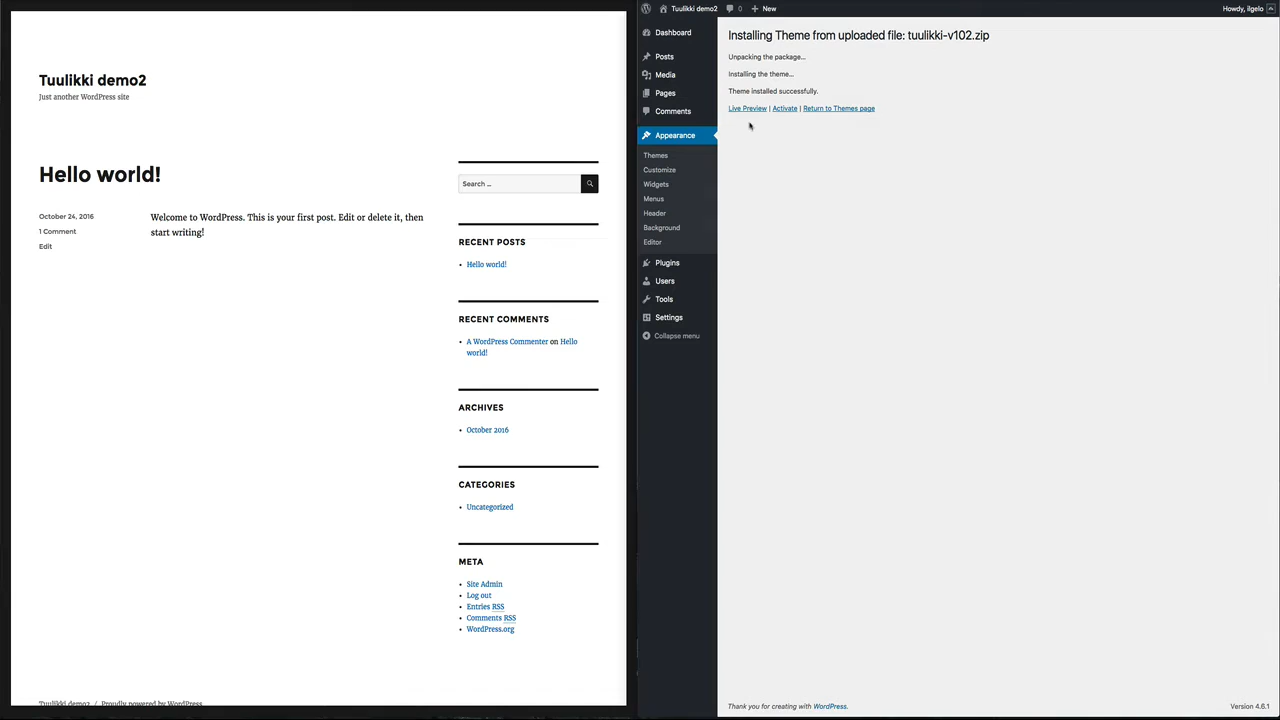 Tuulikki demo2
Just another WordPress site
Hello world!
October 24, 2016
1 Comment
Edit
Welcome to WordPress. This is your first post. Edit or delete it, then
start writing!
Search ...
RECENT POSTS
• Hello world!
RECENT COMMENTS
• A WordPress Commenter on Hello
world!
ARCHIVES
• October 2016
CATEGORIES
• Uncategorized
META
• Site Admin
• Log out
• Entries RSS
• Comments RSS
• WordPress.org
Tuulikki demo2 / Proudly powered by WordPress
Tuulikki demo2 0 New Howdy, ilgelo
Dashboard
Posts
Media
Pages
Comments
Appearance
Themes
Customize
Widgets
Menus
Header
Background
Editor
Plugins
Users
Tools
Settings
Collapse menu
Installing Theme from uploaded file: tuulikki-v102.zip
Unpacking the package...
Installing the theme...
Theme installed successfully.
Live Preview | Activate | Return to Themes page
Thank you for creating with WordPress. Version 4.6.1